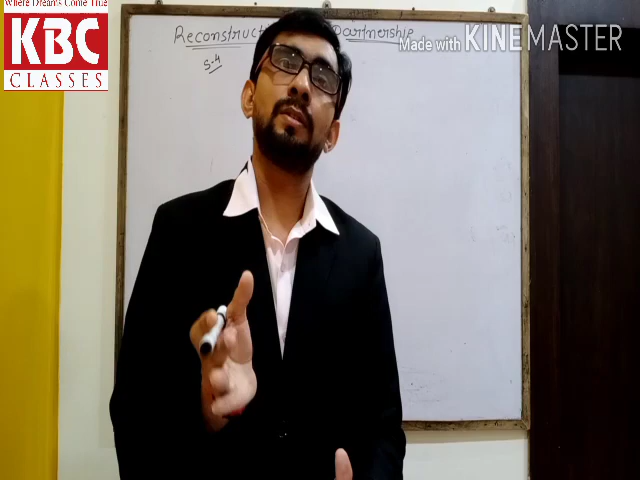 Where Dreams Come True
KBC
CLASSES
Made with KINEMASTER
Reconstruct Partnership
S-4